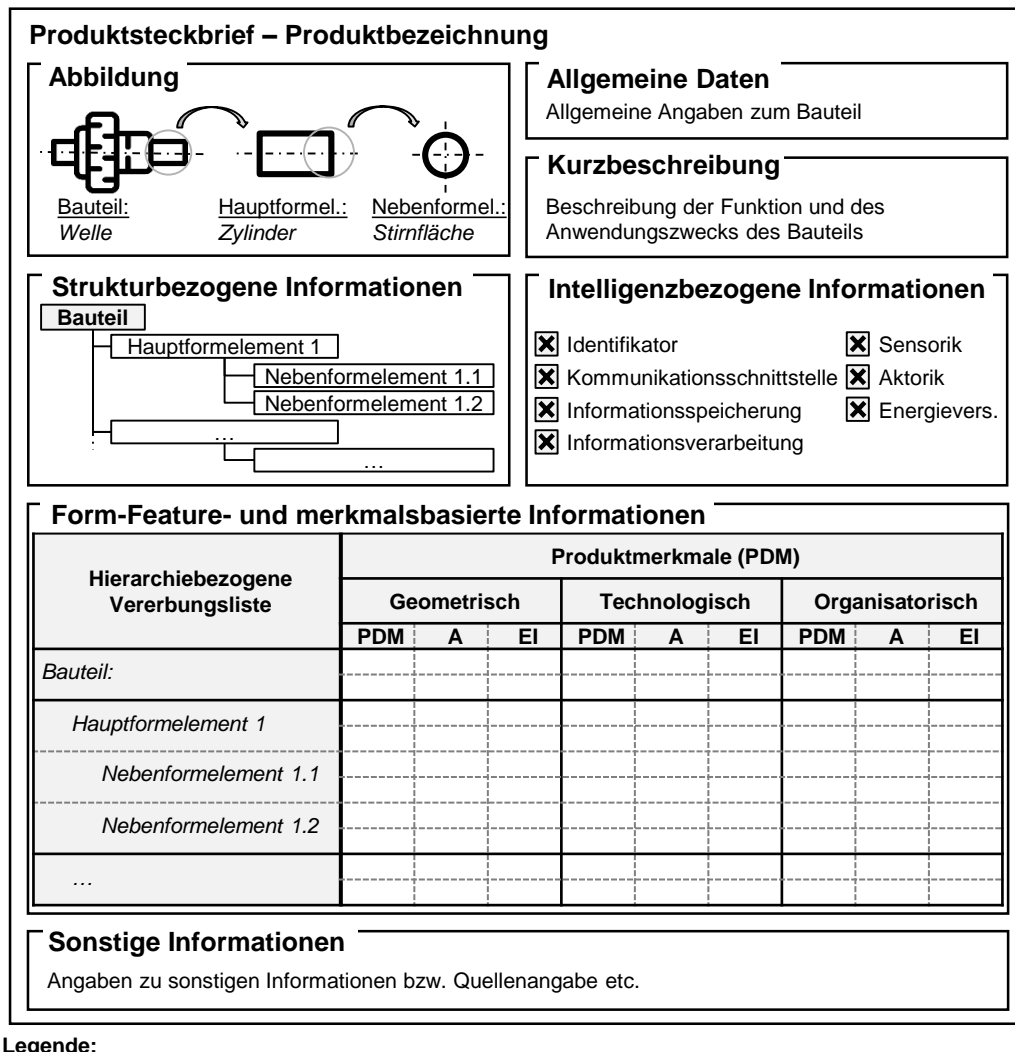 Produktsteckbrief – Produktbezeichnung
Abbildung
Bauteil:
Welle
Hauptformel.:
Zylinder
Nebenformel.:
Stirnfläche
Allgemeine Daten
Allgemeine Angaben zum Bauteil
Kurzbeschreibung
Beschreibung der Funktion und des
Anwendungszwecks des Bauteils
Strukturbezogene Informationen
Bauteil
Hauptformelement 1
Nebenformelement 1.1
Nebenformelement 1.2
…
…
Intelligenzbezogene Informationen
Identifikator
Kommunikationsschnittstelle
Informationsspeicherung
Informationsverarbeitung
Sensorik
Aktorik
Energievers.
Form-Feature- und merkmalsbasierte Informationen
Hierarchiebezogene
Vererbungsliste
Produktmerkmale (PDM)
Geometrisch Technologisch Organisatorisch
PDM A EI PDM A EI PDM A EI
Bauteil:
Hauptformelement 1
Nebenformelement 1.1
Nebenformelement 1.2
…
Sonstige Informationen
Angaben zu sonstigen Informationen bzw. Quellenangabe etc.
Legende: